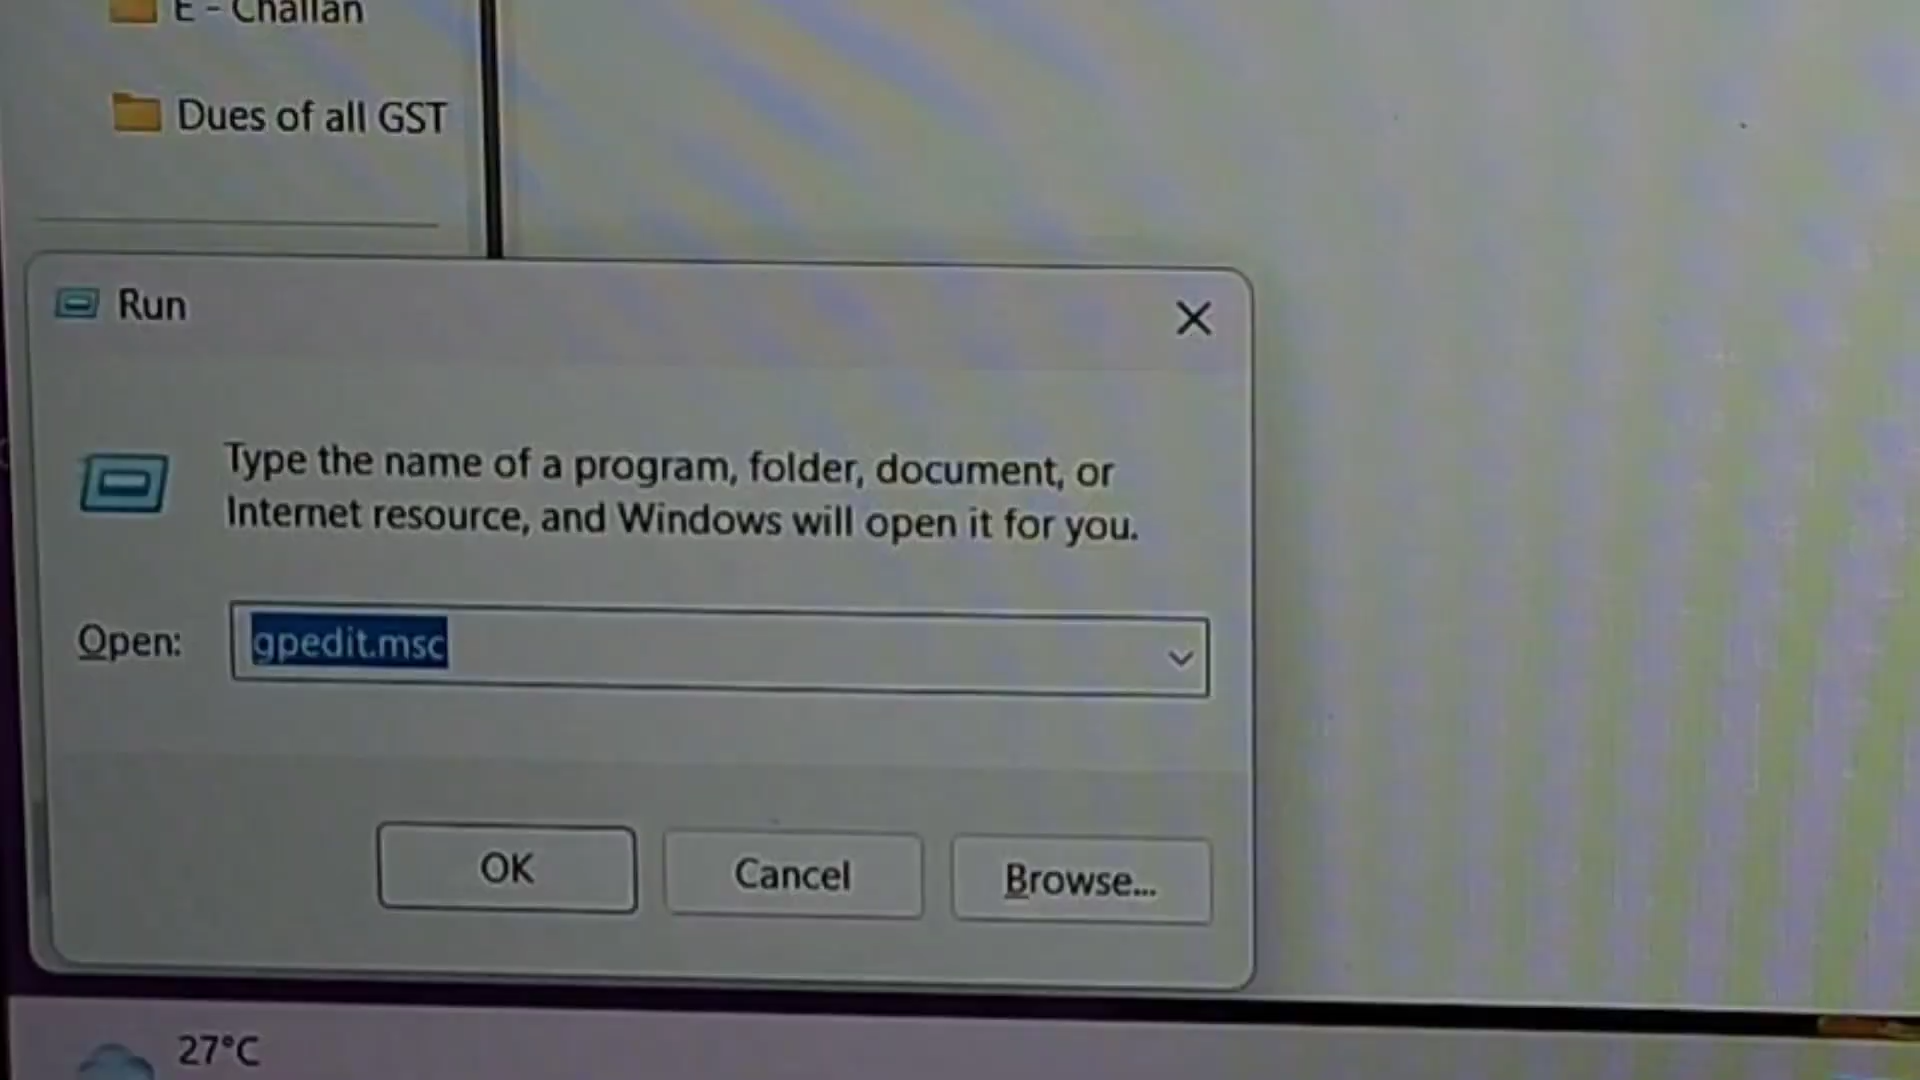 E - Challan
Dues of all GST
Run
Type the name of a program, folder, document, or
Internet resource, and Windows will open it for you.
Open:
gpedit.msc
OK
Cancel
Browse...
27°C